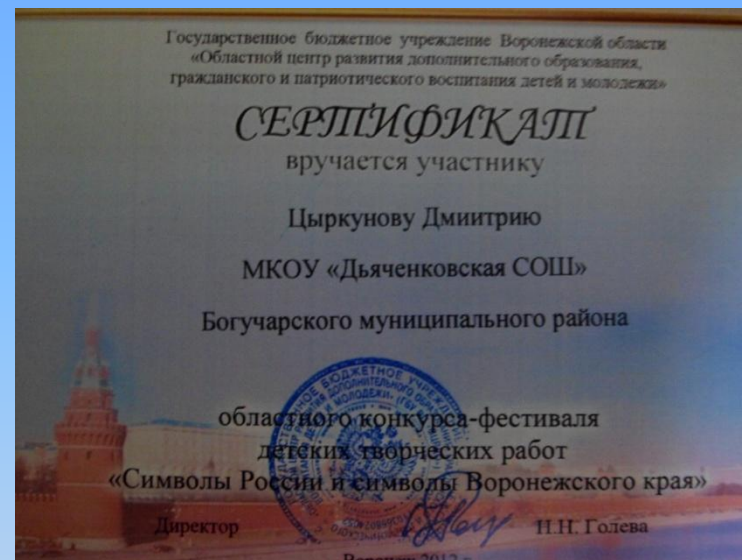 Государственное бюджетное учреждение Воронежской области
«Областной центр развития дополнительного образования,
гражданского и патриотического воспитания детей и молодежи»
СЕРТИФИКАТ
вручается участнику
Цыркунову Дмиитрию
МКОУ «Дьяченковская СОШ»
Богучарского муниципального района
областного конкурса-фестиваля
детских творческих работ
«Символы России и символы Воронежского края»
Директор Н.Н. Голева